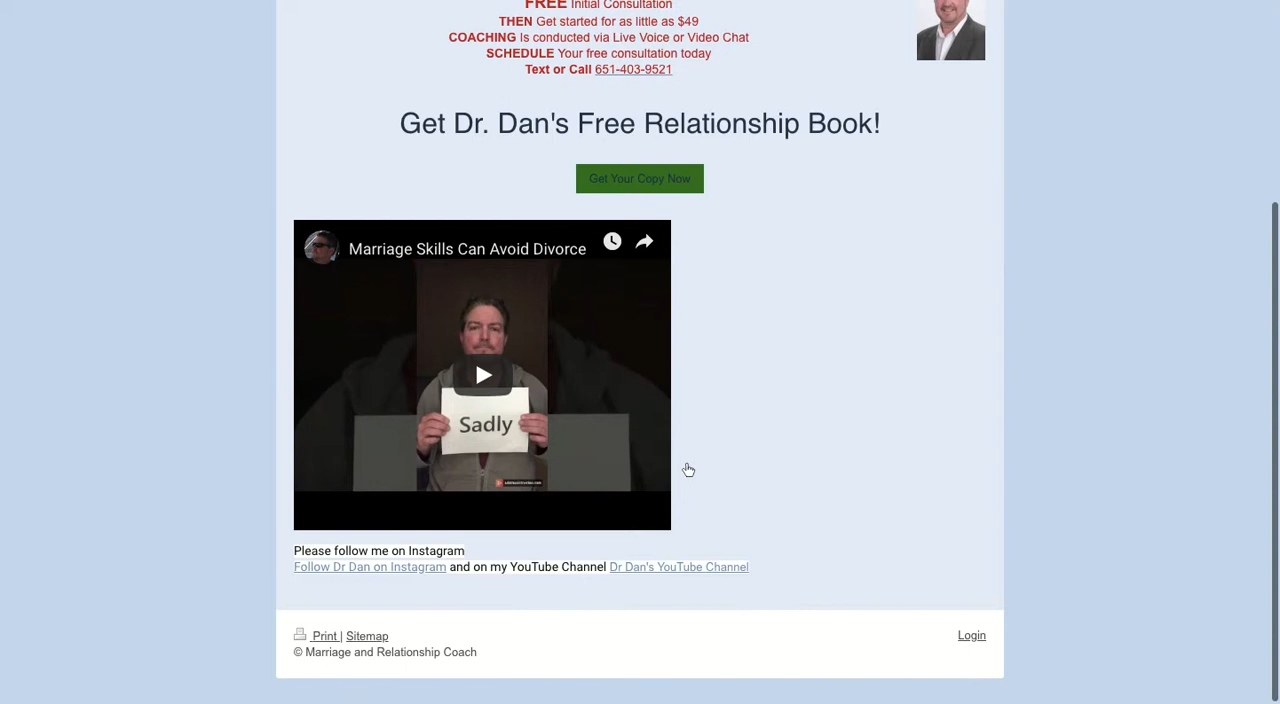 FREE Initial Consultation
THEN Get started for as little as $49
COACHING Is conducted via Live Voice or Video Chat
SCHEDULE Your free consultation today
Text or Call 651-403-9521
Get Dr. Dan's Free Relationship Book!
Get Your Copy Now
Marriage Skills Can Avoid Divorce
Sadly
Please follow me on Instagram
Follow Dr Dan on Instagram and on my YouTube Channel Dr Dan's YouTube Channel
Print | Sitemap
Login
© Marriage and Relationship Coach